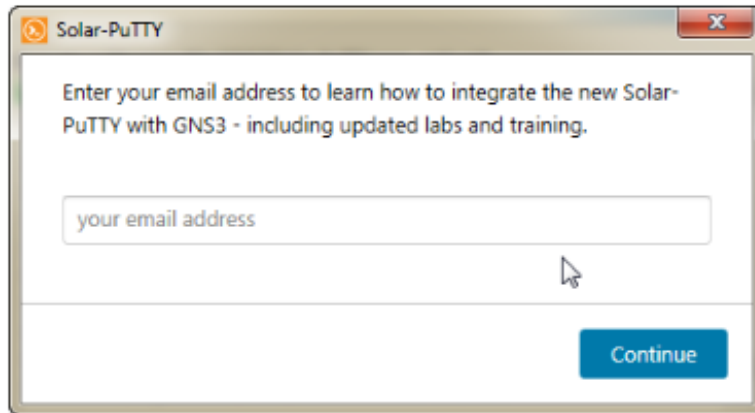 Solar-PuTTY
Enter your email address to learn how to integrate the new Solar-
PuTTY with GNS3 - including updated labs and training.
your email address
Continue